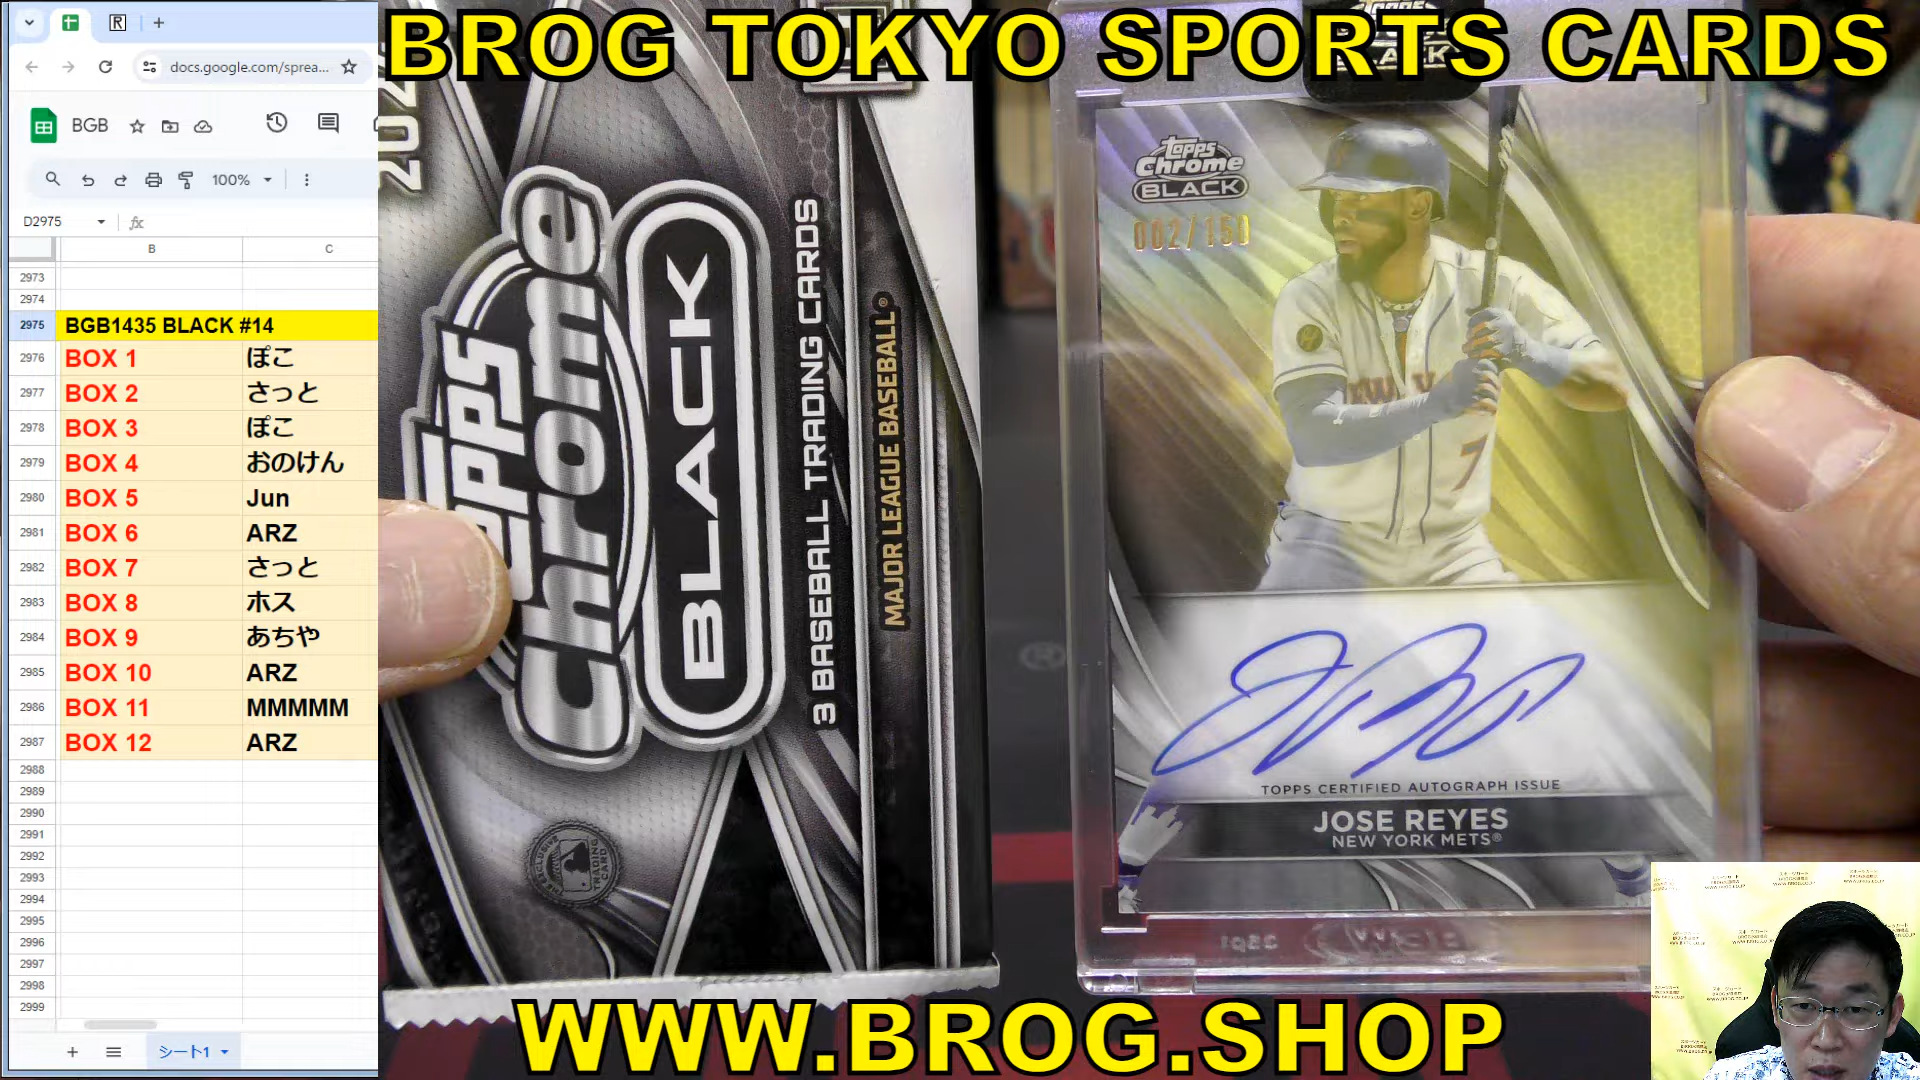 BROG TOKYO SPORTS CARDS
docs.google.com/sprea...
BGB
100%
D2975
fx
B
C
2973
2974
2975 BGB1435 BLACK #14
2976 BOX 1 ぽこ
2977 BOX 2 さっと
2978 BOX 3 ぽこ
2979 BOX 4 おのけん
2980 BOX 5 Jun
2981 BOX 6 ARZ
2982 BOX 7 さっと
2983 BOX 8 ホス
2984 BOX 9 あちや
2985 BOX 10 ARZ
2986 BOX 11 MMMMM
2987 BOX 12 ARZ
2988
2989
2990
2991
2992
2993
2994
2995
2996
2997
2998
2999
シート1
202
Topps
Chrome
BLACK
3 BASEBALL TRADING CARDS
MAJOR LEAGUE BASEBALL®
Topps
Chrome
BLACK
002/150
7
TOPPS CERTIFIED AUTOGRAPH ISSUE
JOSE REYES
NEW YORK METS®
WWW.BROG.SHOP